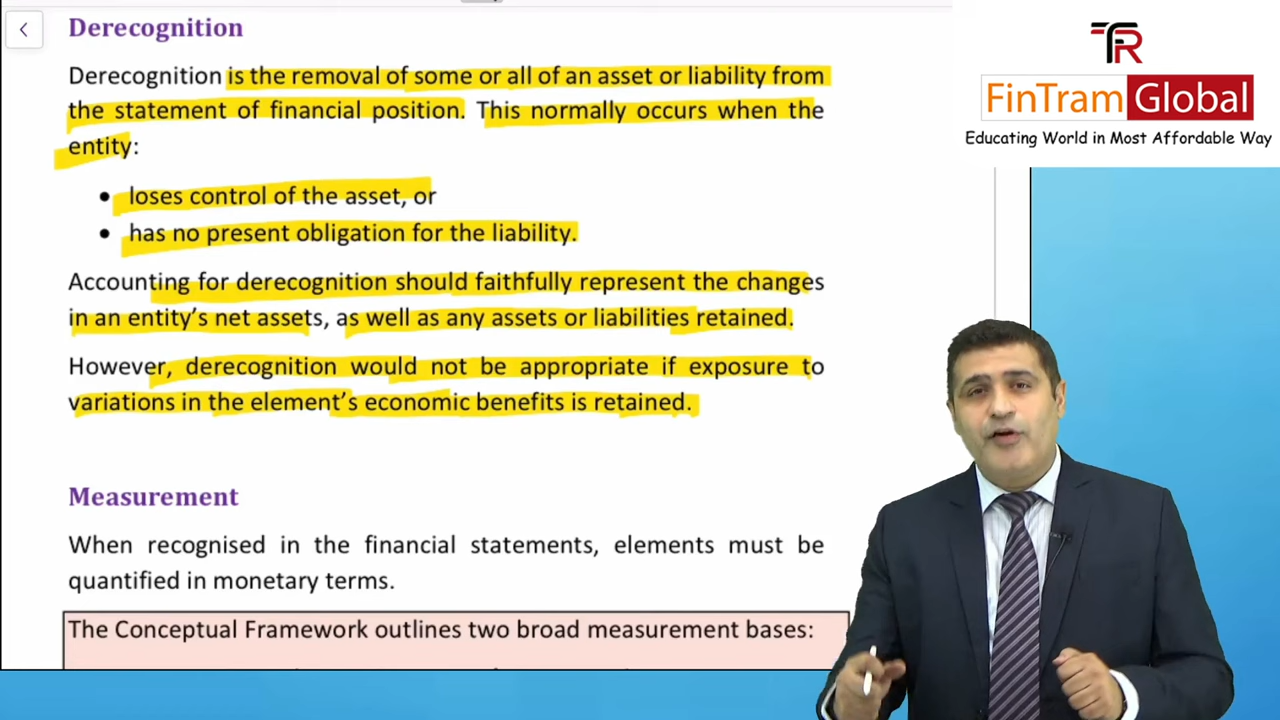 Derecognition
Derecognition is the removal of some or all of an asset or liability from
the statement of financial position. This normally occurs when the
entity:
• loses control of the asset, or
• has no present obligation for the liability.
Accounting for derecognition should faithfully represent the changes
in an entity's net assets, as well as any assets or liabilities retained.
However, derecognition would not be appropriate if exposure to
variations in the element's economic benefits is retained.
Measurement
When recognised in the financial statements, elements must be
quantified in monetary terms.
The Conceptual Framework outlines two broad measurement bases:
FinTram Global
Educating World in Most Affordable Way